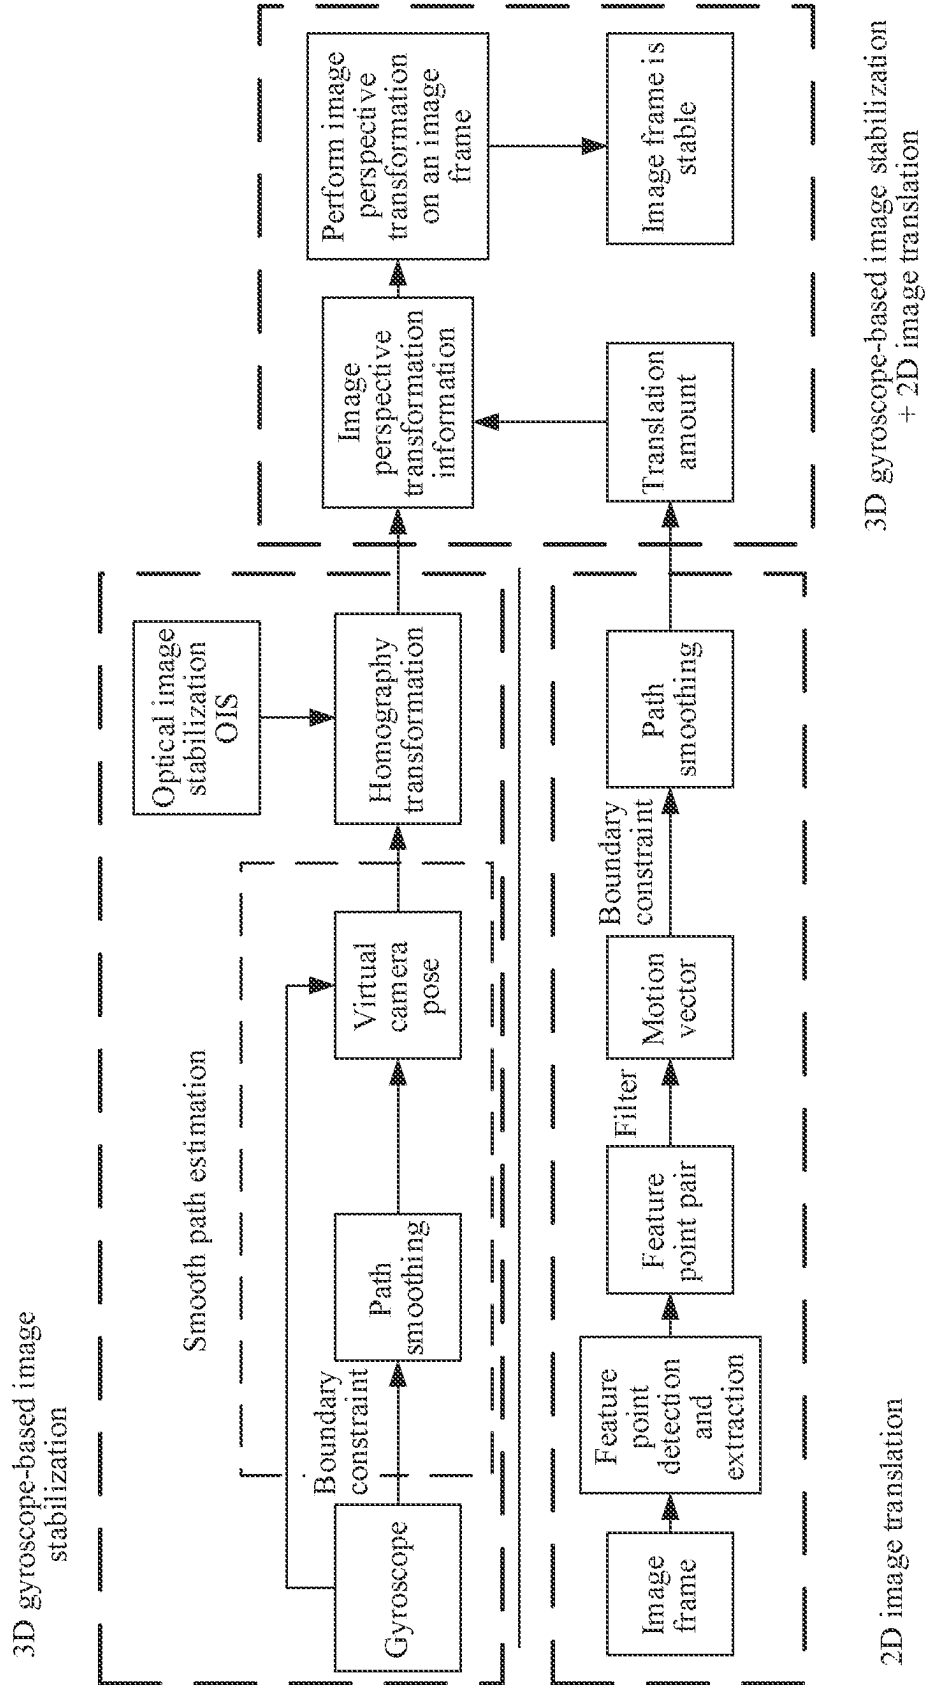 3D gyroscope-based image
stabilization
Smooth path estimation
Gyroscope
Boundary
constraint
Path
smoothing
Virtual
camera
pose
Optical image
stabilization
OIS
Homography
transformation
Image
perspective
transformation
information
Perform image
perspective
transformation
on an image
frame
Image frame is
stable
Translation
amount
Image
frame
Feature
point
detection
and
extraction
Feature
point pair
Filter
Motion
vector
Boundary
constraint
Path
smoothing
2D image translation
3D gyroscope-based image stabilization
+ 2D image translation